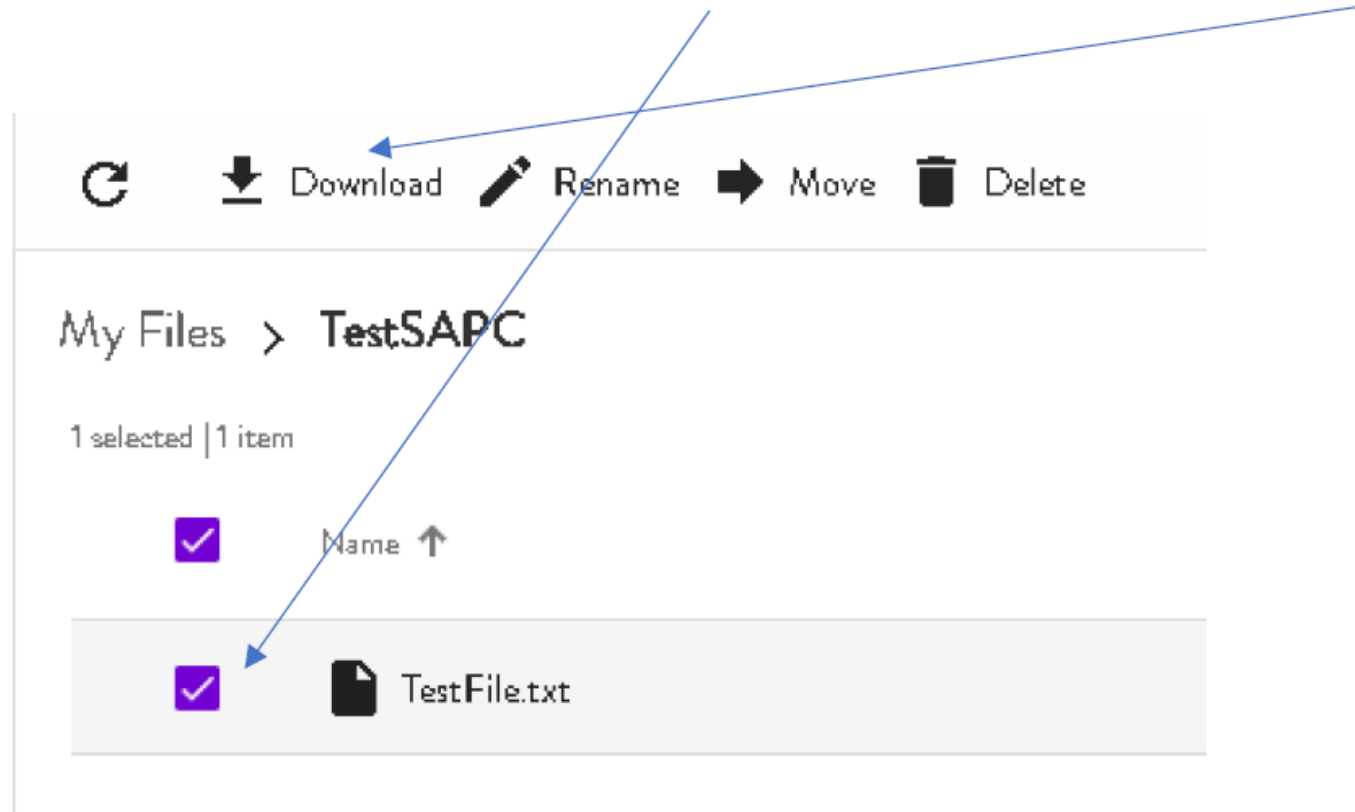 Download Rename Move Delete
My Files > TestSAPC
1 selected | 1 item
Name
TestFile.txt